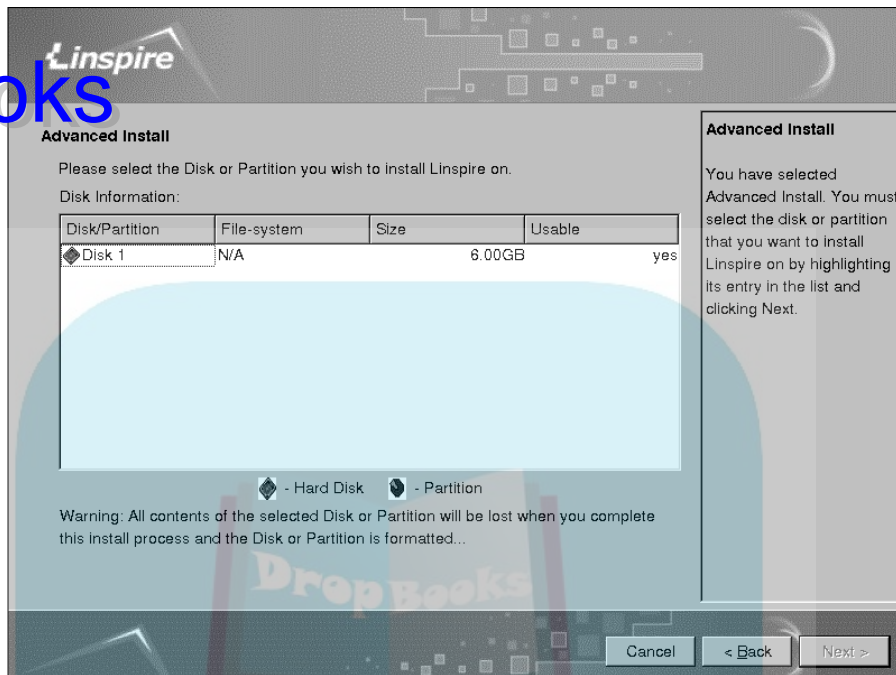 Linspire
oks
Advanced Install
Please select the Disk or Partition you wish to install Linspire on.
Disk Information:
Disk/Partition File-system Size Usable
Disk 1 N/A 6.00GB yes
- Hard Disk - Partition
Warning: All contents of the selected Disk or Partition will be lost when you complete
this install process and the Disk or Partition is formatted...
Advanced Install
You have selected
Advanced Install. You must
select the disk or partition
that you want to install
Linspire on by highlighting
its entry in the list and
clicking Next.
DropBooks
Cancel < Back Next >